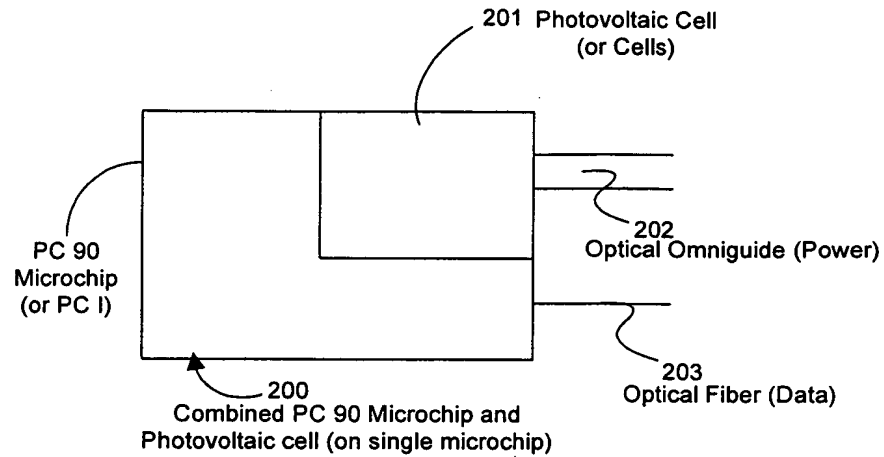 201 Photovoltaic Cell
(or Cells)
202
Optical Omniguide (Power)
PC 90
Microchip
(or PC I)
203
Optical Fiber (Data)
200
Combined PC 90 Microchip and
Photovoltaic cell (on single microchip)